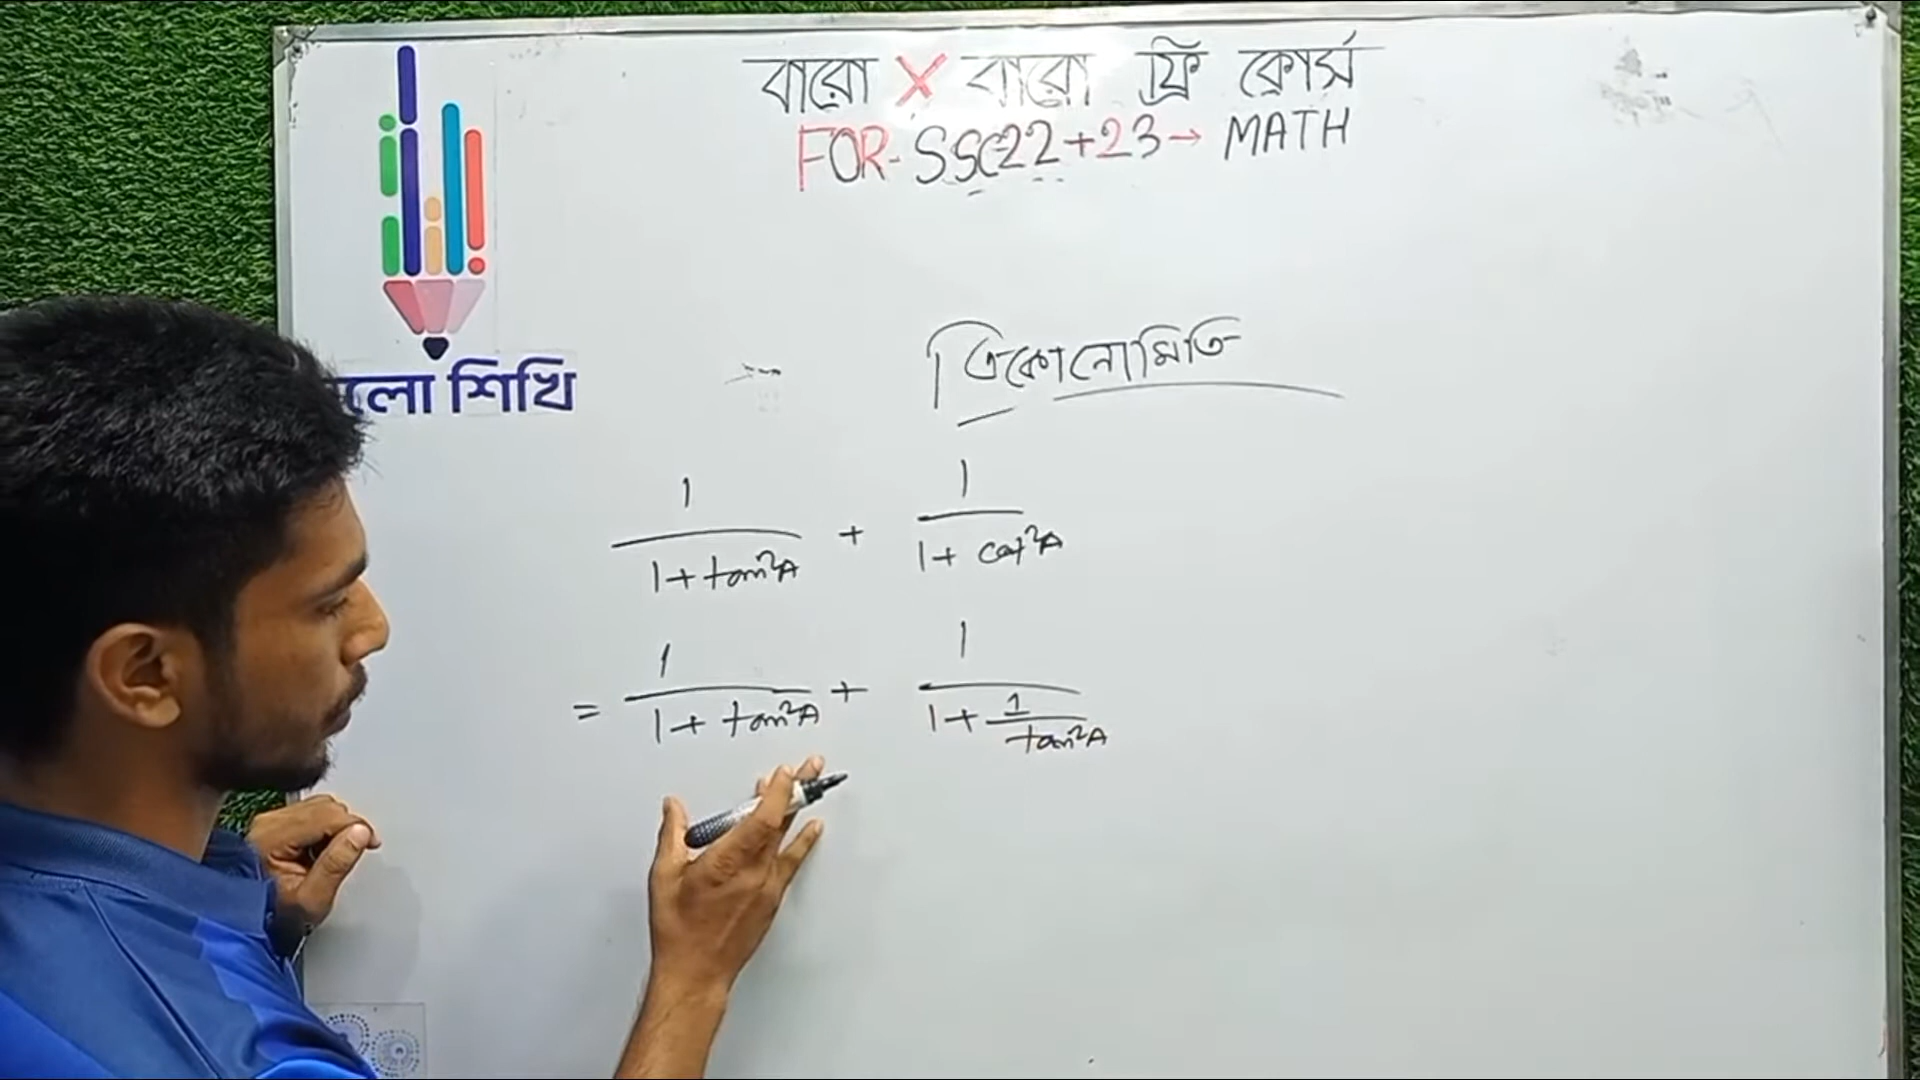 বারো X বারো ফ্রি কোর্স
FOR-SSC22+23→ MATH
লো শিখি
ত্রিকোনোমিতি
1/(1+tan²A) + 1/(1+cot²A)
= 1/(1+tan²A) + 1/(1+1/tan²A)